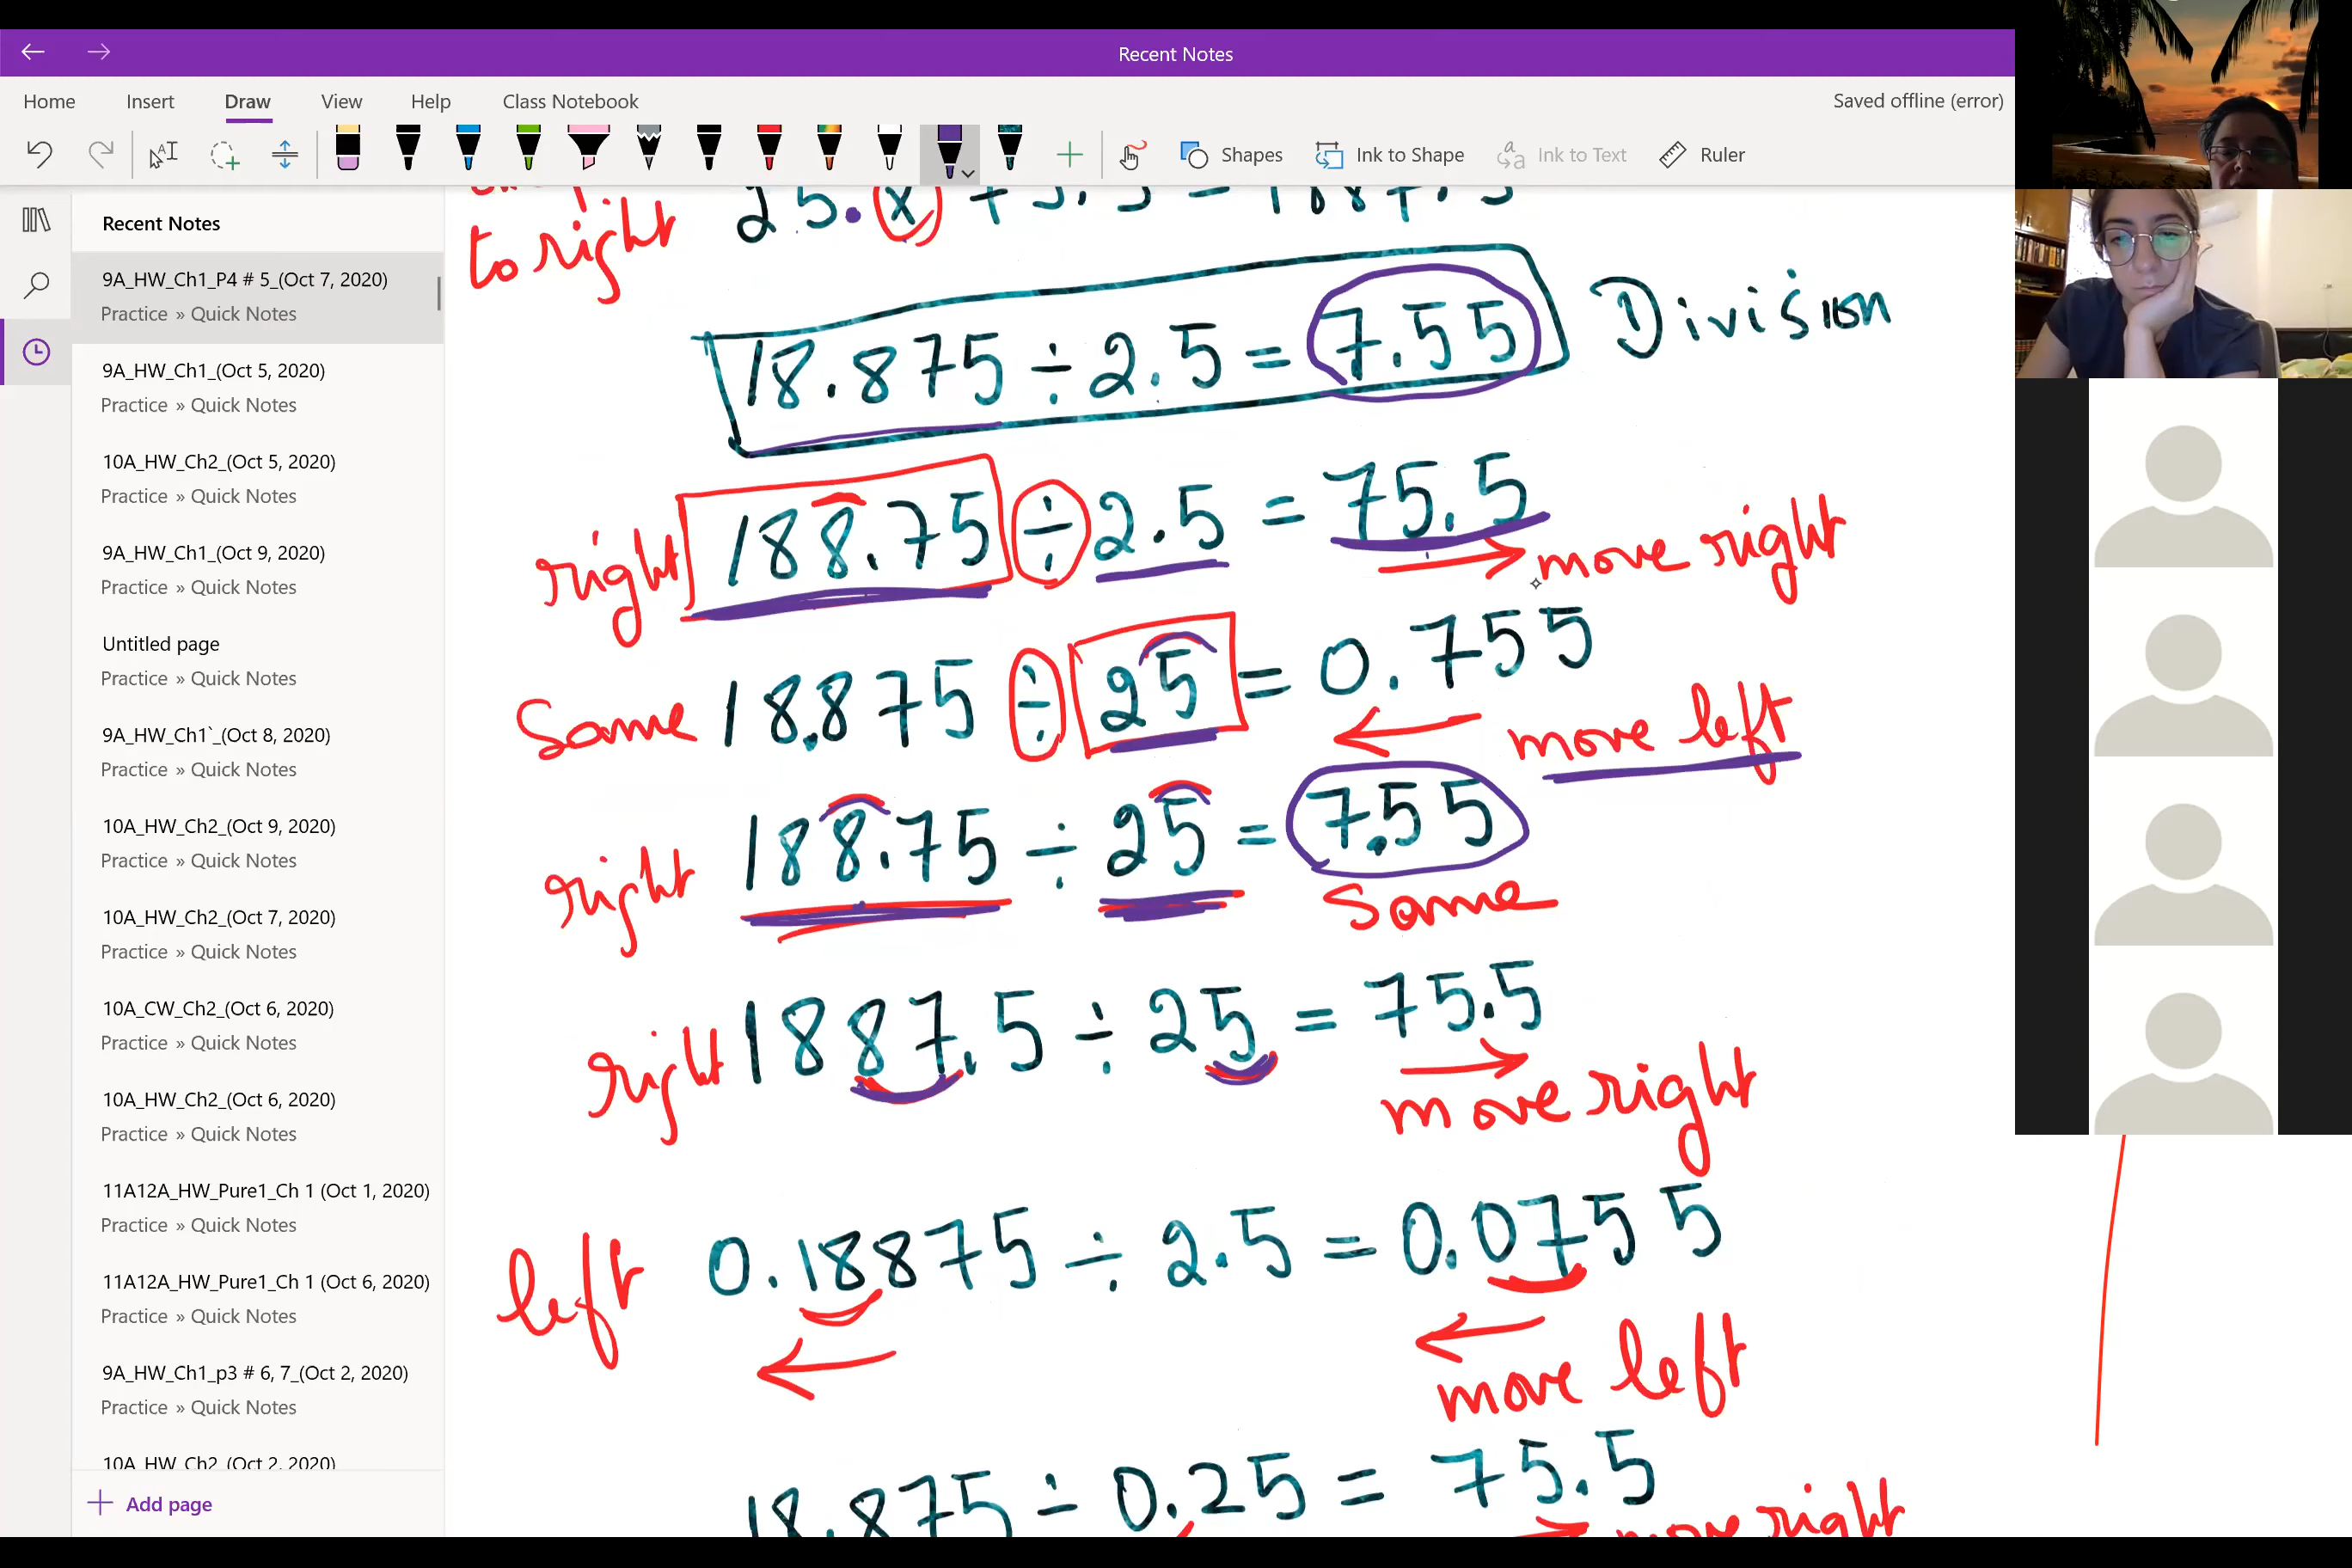 Recent Notes
Home Insert Draw View Help Class Notebook Saved offline (error)
Shapes Ink to Shape Ink to Text Ruler
Recent Notes
9A_HW_Ch1_P4 # 5_(Oct 7, 2020)
Practice » Quick Notes
9A_HW_Ch1_(Oct 5, 2020)
Practice » Quick Notes
10A_HW_Ch2_(Oct 5, 2020)
Practice » Quick Notes
9A_HW_Ch1_(Oct 9, 2020)
Practice » Quick Notes
Untitled page
Practice » Quick Notes
9A_HW_Ch1`_(Oct 8, 2020)
Practice » Quick Notes
10A_HW_Ch2_(Oct 9, 2020)
Practice » Quick Notes
10A_HW_Ch2_(Oct 7, 2020)
Practice » Quick Notes
10A_CW_Ch2_(Oct 6, 2020)
Practice » Quick Notes
10A_HW_Ch2_(Oct 6, 2020)
Practice » Quick Notes
11A12A_HW_Pure1_Ch 1 (Oct 1, 2020)
Practice » Quick Notes
11A12A_HW_Pure1_Ch 1 (Oct 6, 2020)
Practice » Quick Notes
9A_HW_Ch1_p3 # 6, 7_(Oct 2, 2020)
Practice » Quick Notes
10A_HW_Ch2_(Oct 2, 2020)
Add page
to right
18.875 ÷ 2.5 = 7.55 Division
right 188.75 ÷ 2.5 = 75.5 move right
Same 18.875 ÷ 25 = 0.755
move left
right 188.75 ÷ 25 = 7.55
Same
right 1887.5 ÷ 25 = 75.5
move right
left 0.18875 ÷ 2.5 = 0.0755
move left
18.875 ÷ 0.25 = 75.5
move right